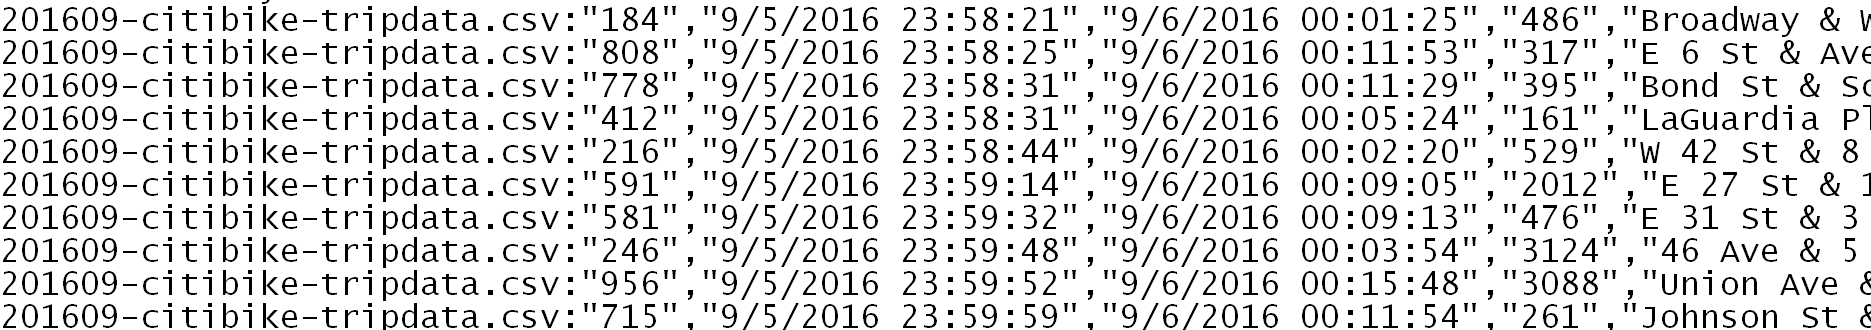 201609-citibike-tripdata.csv:"184","9/5/2016 23:58:21","9/6/2016 00:01:25","486","Broadway & W
201609-citibike-tripdata.csv:"808","9/5/2016 23:58:25","9/6/2016 00:11:53","317","E 6 St & Ave
201609-citibike-tripdata.csv:"778","9/5/2016 23:58:31","9/6/2016 00:11:29","395","Bond St & Sc
201609-citibike-tripdata.csv:"412","9/5/2016 23:58:31","9/6/2016 00:05:24","161","LaGuardia Pl
201609-citibike-tripdata.csv:"216","9/5/2016 23:58:44","9/6/2016 00:02:20","529","W 42 St & 8
201609-citibike-tripdata.csv:"591","9/5/2016 23:59:14","9/6/2016 00:09:05","2012","E 27 St & 1
201609-citibike-tripdata.csv:"581","9/5/2016 23:59:32","9/6/2016 00:09:13","476","E 31 St & 3
201609-citibike-tripdata.csv:"246","9/5/2016 23:59:48","9/6/2016 00:03:54","3124","46 Ave & 5
201609-citibike-tripdata.csv:"956","9/5/2016 23:59:52","9/6/2016 00:15:48","3088","Union Ave &
201609-citibike-tripdata.csv:"715","9/5/2016 23:59:59","9/6/2016 00:11:54","261","Johnson St &